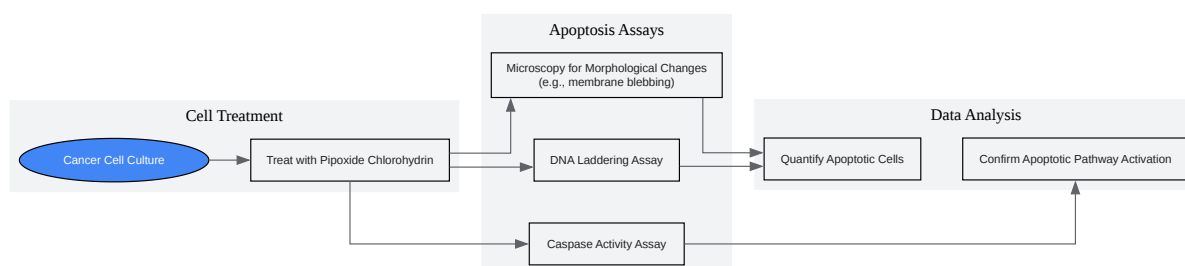 Apoptosis Assays
Microscopy for Morphological Changes
(e.g., membrane blebbing)
Cell Treatment
Data Analysis
Cancer Cell Culture
Treat with Pipoxide Chlorohydrin
DNA Laddering Assay
Quantify Apoptotic Cells
Confirm Apoptotic Pathway Activation
Caspase Activity Assay